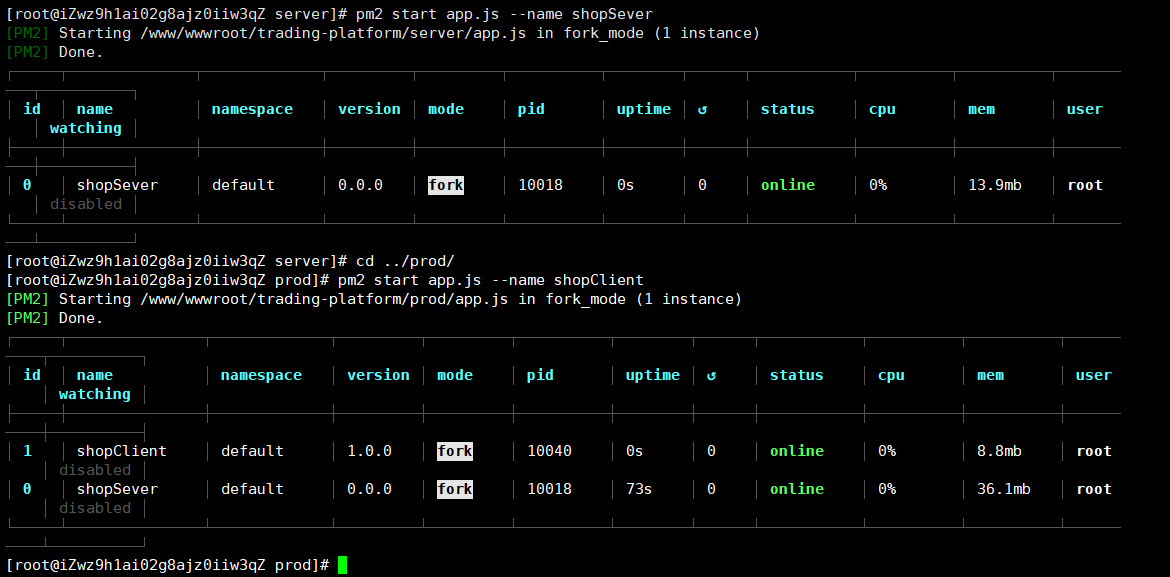 [root@iZwz9h1ai02g8ajz0iiw3qZ server]# pm2 start app.js --name shopSever
[PM2] Starting /www/wwwroot/trading-platform/server/app.js in fork_mode (1 instance)
[PM2] Done.
│ id │ name │ namespace │ version │ mode │ pid │ uptime │ ↺ │ status │ cpu │ mem │ user
│ watching │
│ 0 │ shopSever │ default │ 0.0.0 │ fork │ 10018 │ 0s │ 0 │ online │ 0% │ 13.9mb │ root
│ disabled │
[root@iZwz9h1ai02g8ajz0iiw3qZ server]# cd ../prod/
[root@iZwz9h1ai02g8ajz0iiw3qZ prod]# pm2 start app.js --name shopClient
[PM2] Starting /www/wwwroot/trading-platform/prod/app.js in fork_mode (1 instance)
[PM2] Done.
│ id │ name │ namespace │ version │ mode │ pid │ uptime │ ↺ │ status │ cpu │ mem │ user
│ watching │
│ 1 │ shopClient │ default │ 1.0.0 │ fork │ 10040 │ 0s │ 0 │ online │ 0% │ 8.8mb │ root
│ disabled │
│ 0 │ shopSever │ default │ 0.0.0 │ fork │ 10018 │ 73s │ 0 │ online │ 0% │ 36.1mb │ root
│ disabled │
[root@iZwz9h1ai02g8ajz0iiw3qZ prod]#